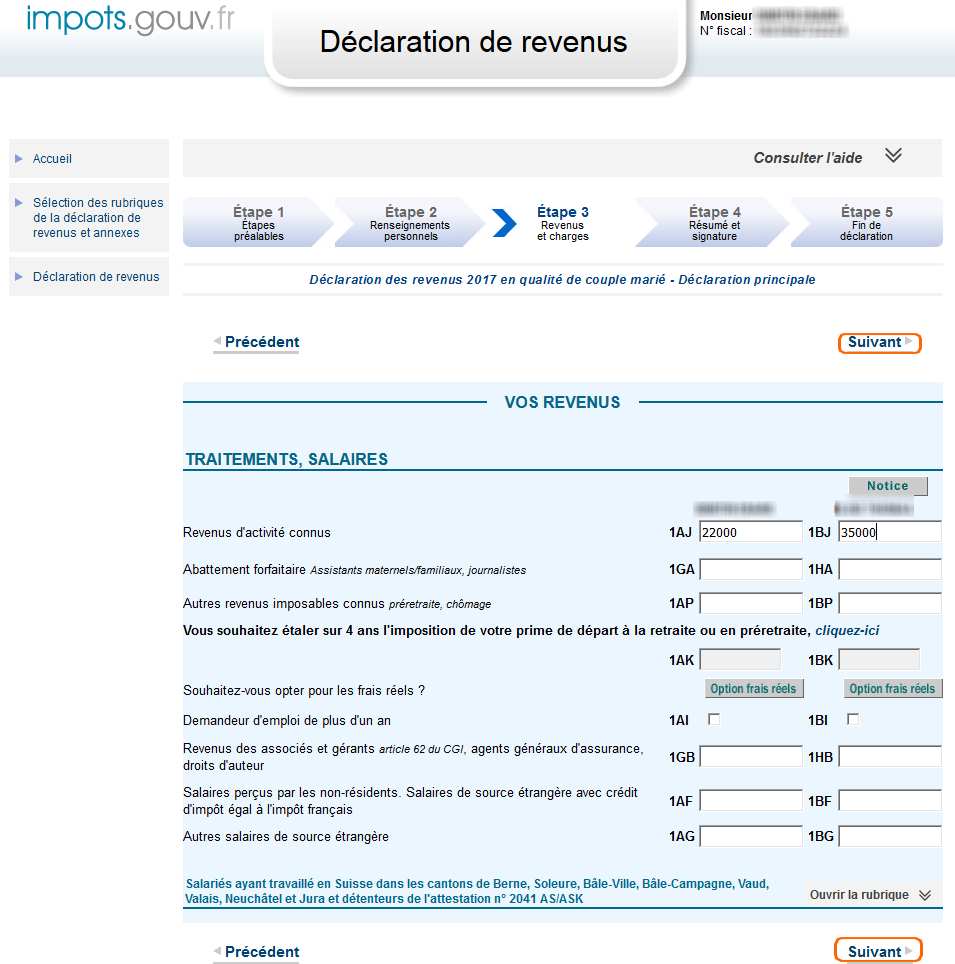 impots.gouv.fr
Déclaration de revenus
Monsieur
N° fiscal :
Accueil
Sélection des rubriques
de la déclaration de
revenus et annexes
Déclaration de revenus
Consulter l'aide
Étape 1
Étapes
préalables
Étape 2
Renseignements
personnels
Étape 3
Revenus
et charges
Étape 4
Résumé et
signature
Étape 5
Fin de
déclaration
Déclaration des revenus 2017 en qualité de couple marié - Déclaration principale
Précédent
Suivant
VOS REVENUS
TRAITEMENTS, SALAIRES
Notice
Revenus d'activité connus 1AJ 22000 1BJ 35000
Abattement forfaitaire Assistants maternels/familiaux, journalistes 1GA 1HA
Autres revenus imposables connus préretraite, chômage 1AP 1BP
Vous souhaitez étaler sur 4 ans l'imposition de votre prime de départ à la retraite ou en préretraite, cliquez-ici
1AK 1BK
Souhaitez-vous opter pour les frais réels ? Option frais réels Option frais réels
Demandeur d'emploi de plus d'un an 1AI 1BI
Revenus des associés et gérants article 62 du CGI, agents généraux d'assurance,
droits d'auteur
1GB 1HB
Salaires perçus par les non-résidents. Salaires de source étrangère avec crédit
d'impôt égal à l'impôt français
1AF 1BF
Autres salaires de source étrangère 1AG 1BG
Salariés ayant travaillé en Suisse dans les cantons de Berne, Soleure, Bâle-Ville, Bâle-Campagne, Vaud,
Valais, Neuchâtel et Jura et détenteurs de l'attestation n° 2041 AS/ASK
Ouvrir la rubrique
Précédent
Suivant